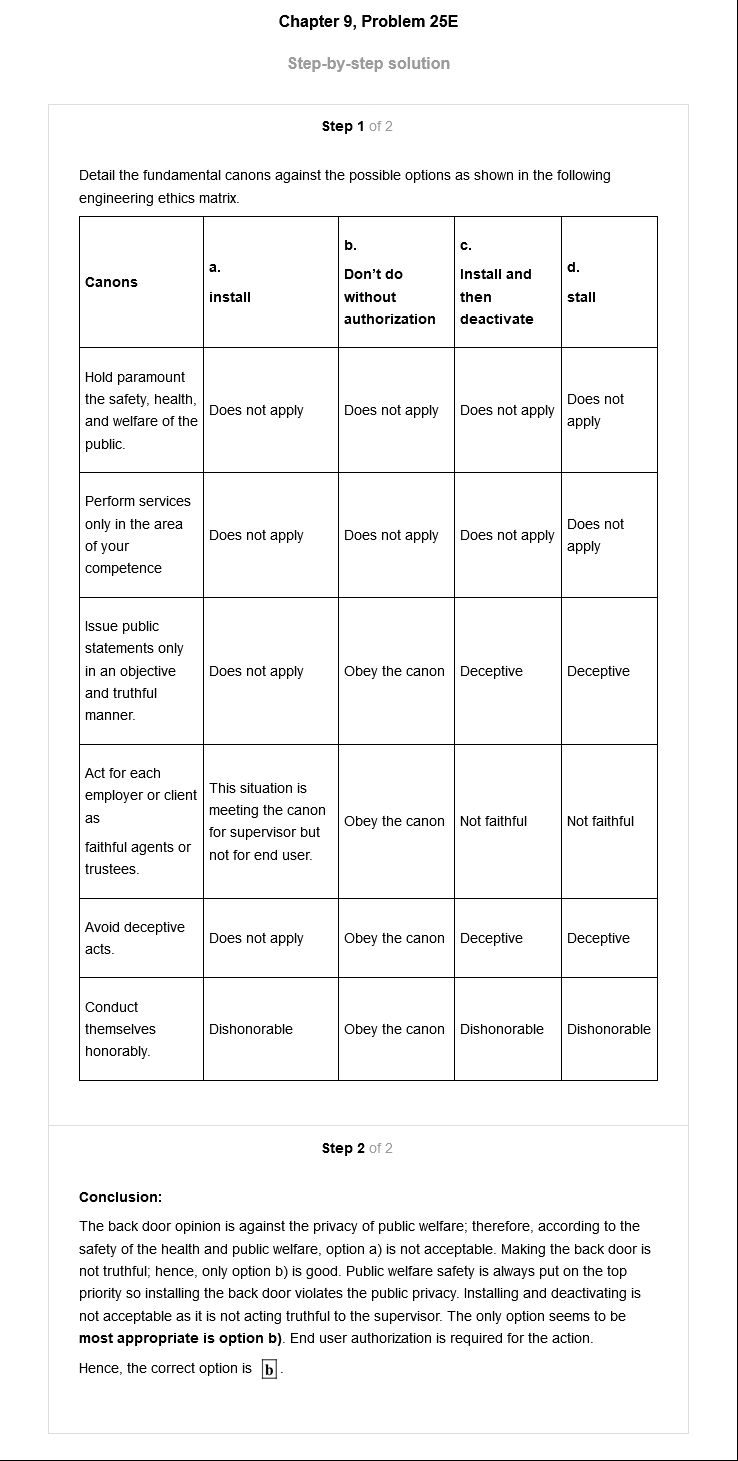 Chapter 9, Problem 25E
Step-by-step solution
Step 1 of 2
Detail the fundamental canons against the possible options as shown in the following
engineering ethics matrix.
Canons
a.
install
b.
Don't do
without
authorization
c.
Install and
then
deactivate
d.
stall
Hold paramount
the safety, health,
and welfare of the
public.
Does not apply
Does not apply
Does not apply
Does not
apply
Perform services
only in the area
of your
competence
Does not apply
Does not apply
Does not apply
Does not
apply
Issue public
statements only
in an objective
and truthful
manner.
Does not apply
Obey the canon
Deceptive
Deceptive
Act for each
employer or client
as
faithful agents or
trustees.
This situation is
meeting the canon
for supervisor but
not for end user.
Obey the canon
Not faithful
Not faithful
Avoid deceptive
acts.
Does not apply
Obey the canon
Deceptive
Deceptive
Conduct
themselves
honorably.
Dishonorable
Obey the canon
Dishonorable
Dishonorable
Step 2 of 2
Conclusion:
The back door opinion is against the privacy of public welfare; therefore, according to the
safety of the health and public welfare, option a) is not acceptable. Making the back door is
not truthful; hence, only option b) is good. Public welfare safety is always put on the top
priority so installing the back door violates the public privacy. Installing and deactivating is
not acceptable as it is not acting truthful to the supervisor. The only option seems to be
most appropriate is option b). End user authorization is required for the action.
Hence, the correct option is b.